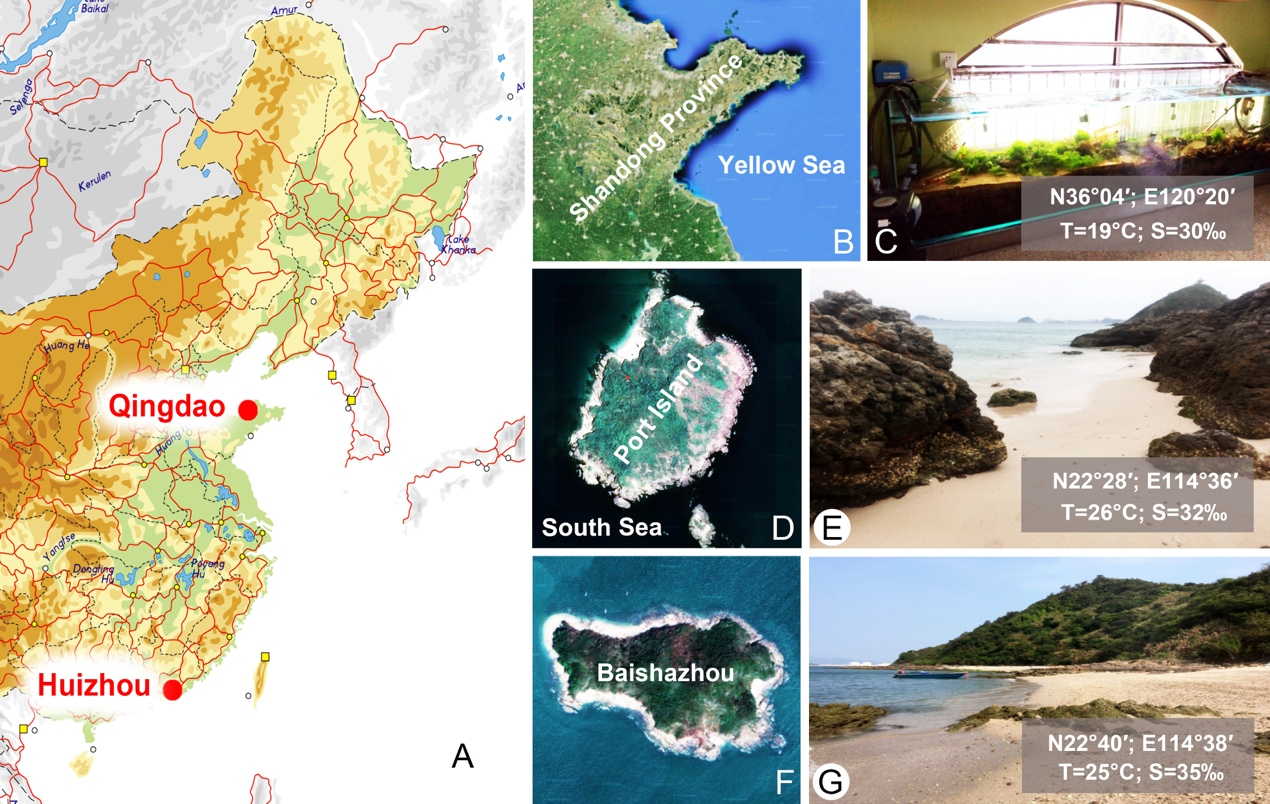 Baikal
Amur
Selenga
Kerulen
Lake
Khanka
Huang He
Qingdao
Huang
Yangtse
Dongting
Hu
Poyang
Hu
Huizhou
A
Shandong Province
Yellow Sea
B
C
N36°04′; E120°20′
T=19°C; S=30‰
Port Island
South Sea
D
E
N22°28′; E114°36′
T=26°C; S=32‰
Baishazhou
F
G
N22°40′; E114°38′
T=25°C; S=35‰